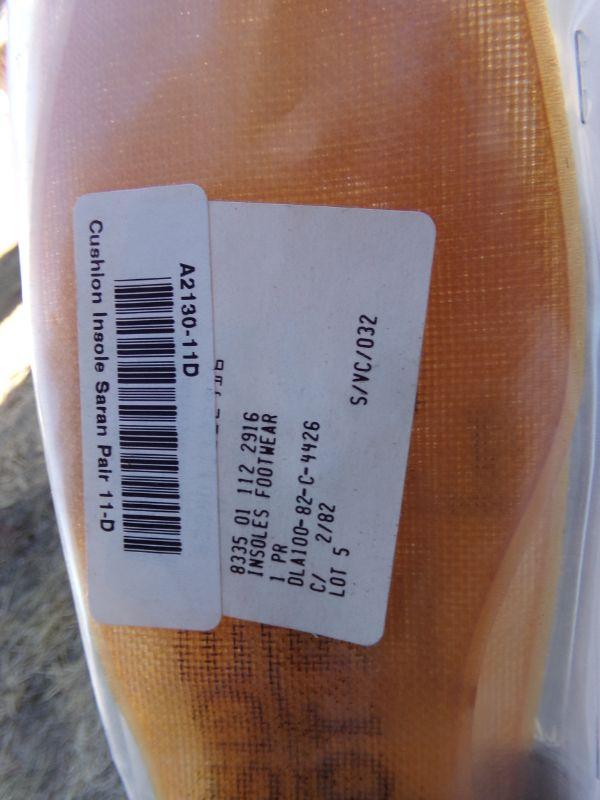 A2130-11D
Cushion Insole Saran Pair 11-D
8335 01 112 2916
INSOLES FOOTWEAR
1 PR
DLA100-82-C-4426
C/ 2/82
LOT 5
S/VC/032